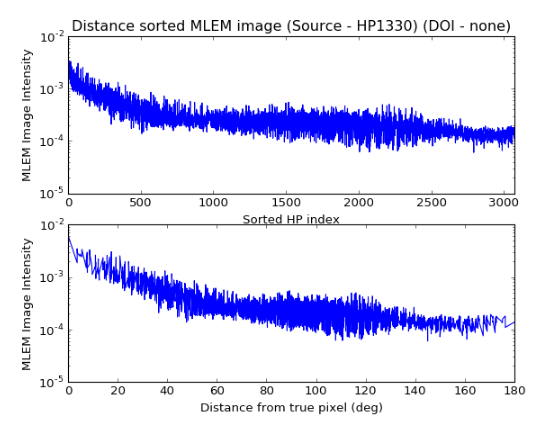 Distance sorted MLEM image (Source - HP1330) (DOI - none)
10^-2
10^-3
10^-4
10^-5
MLEM Image Intensity
0 500 1000 1500 2000 2500 3000
Sorted HP index
10^-2
10^-3
10^-4
10^-5
MLEM Image Intensity
0 20 40 60 80 100 120 140 160 180
Distance from true pixel (deg)